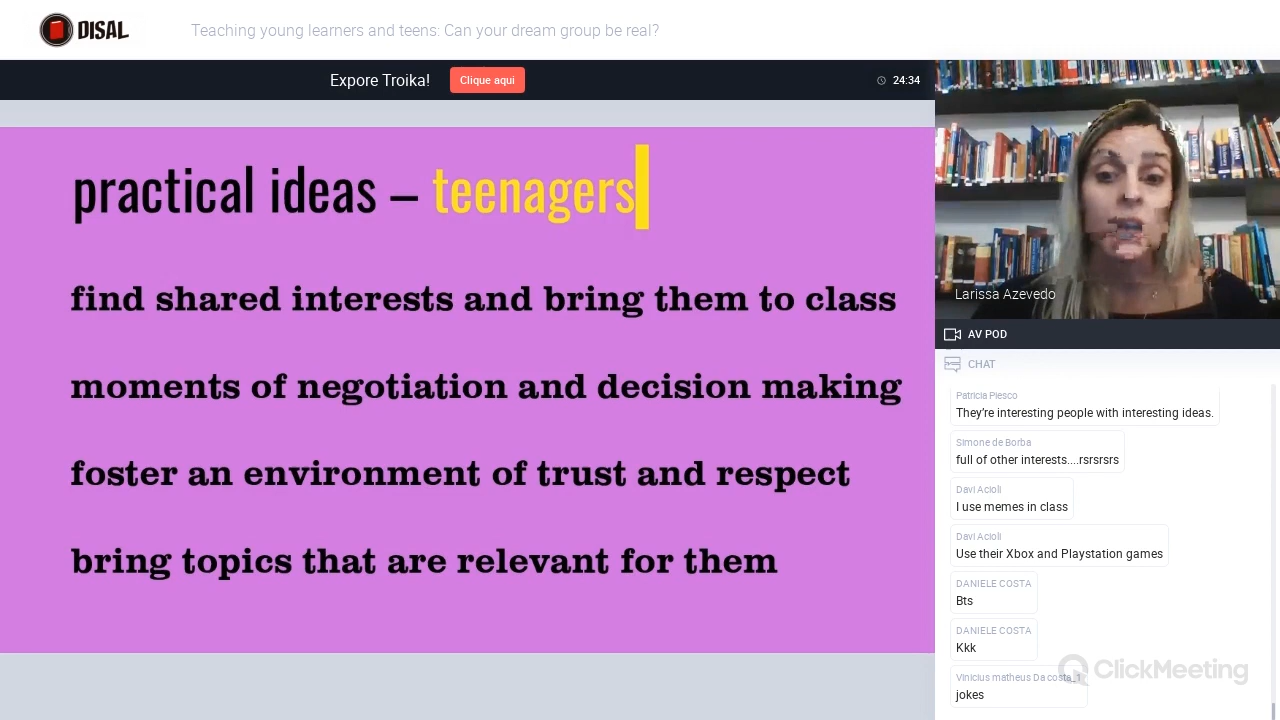 DISAL
Teaching young learners and teens: Can your dream group be real?
Expore Troika!
Clique aqui
24:34
practical ideas – teenagers
find shared interests and bring them to class
moments of negotiation and decision making
foster an environment of trust and respect
bring topics that are relevant for them
Larissa Azevedo
AV POD
CHAT
Patricia Plesco
They're interesting people with interesting ideas.
Simone de Borba
full of other interests....rsrsrsrs
Davi Acioli
I use memes in class
Davi Acioli
Use their Xbox and Playstation games
DANIELE COSTA
Bts
DANIELE COSTA
Kkk
Vinicius matheus Da costa_1
jokes
ClickMeeting